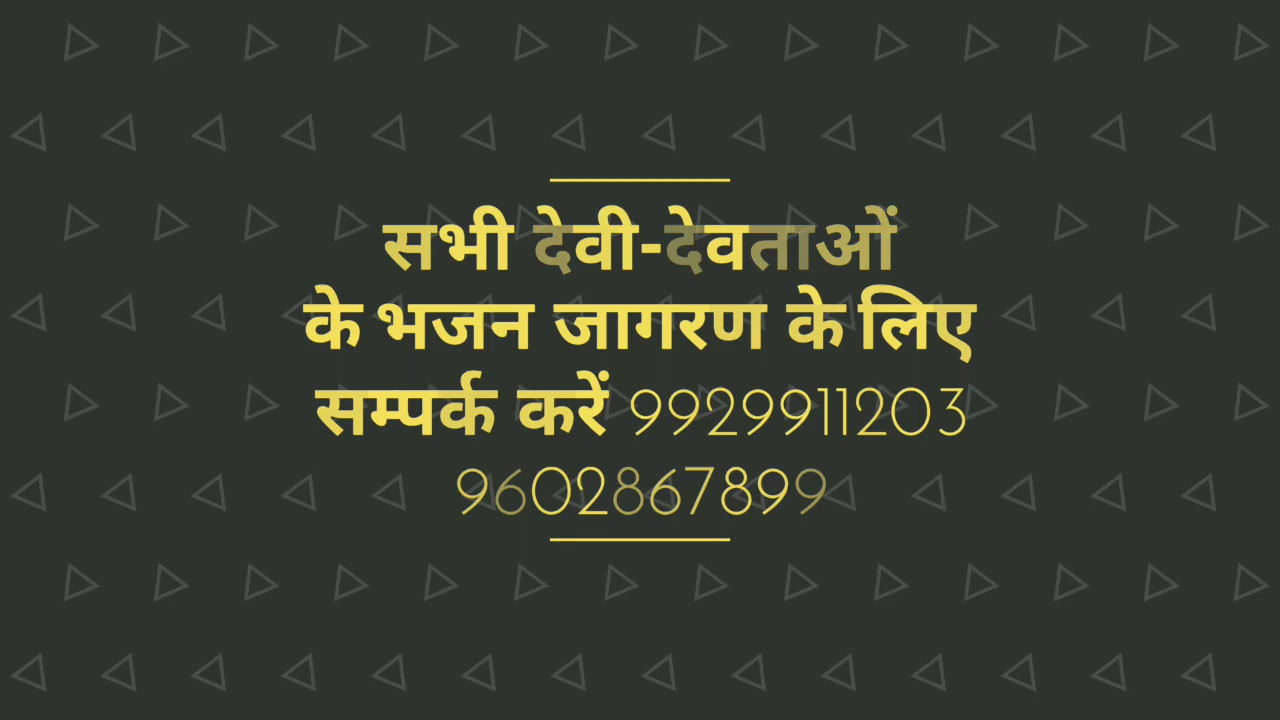 सभी देवी-देवताओं
के भजन जागरण के लिए
सम्पर्क करें 9929911203
9602867899